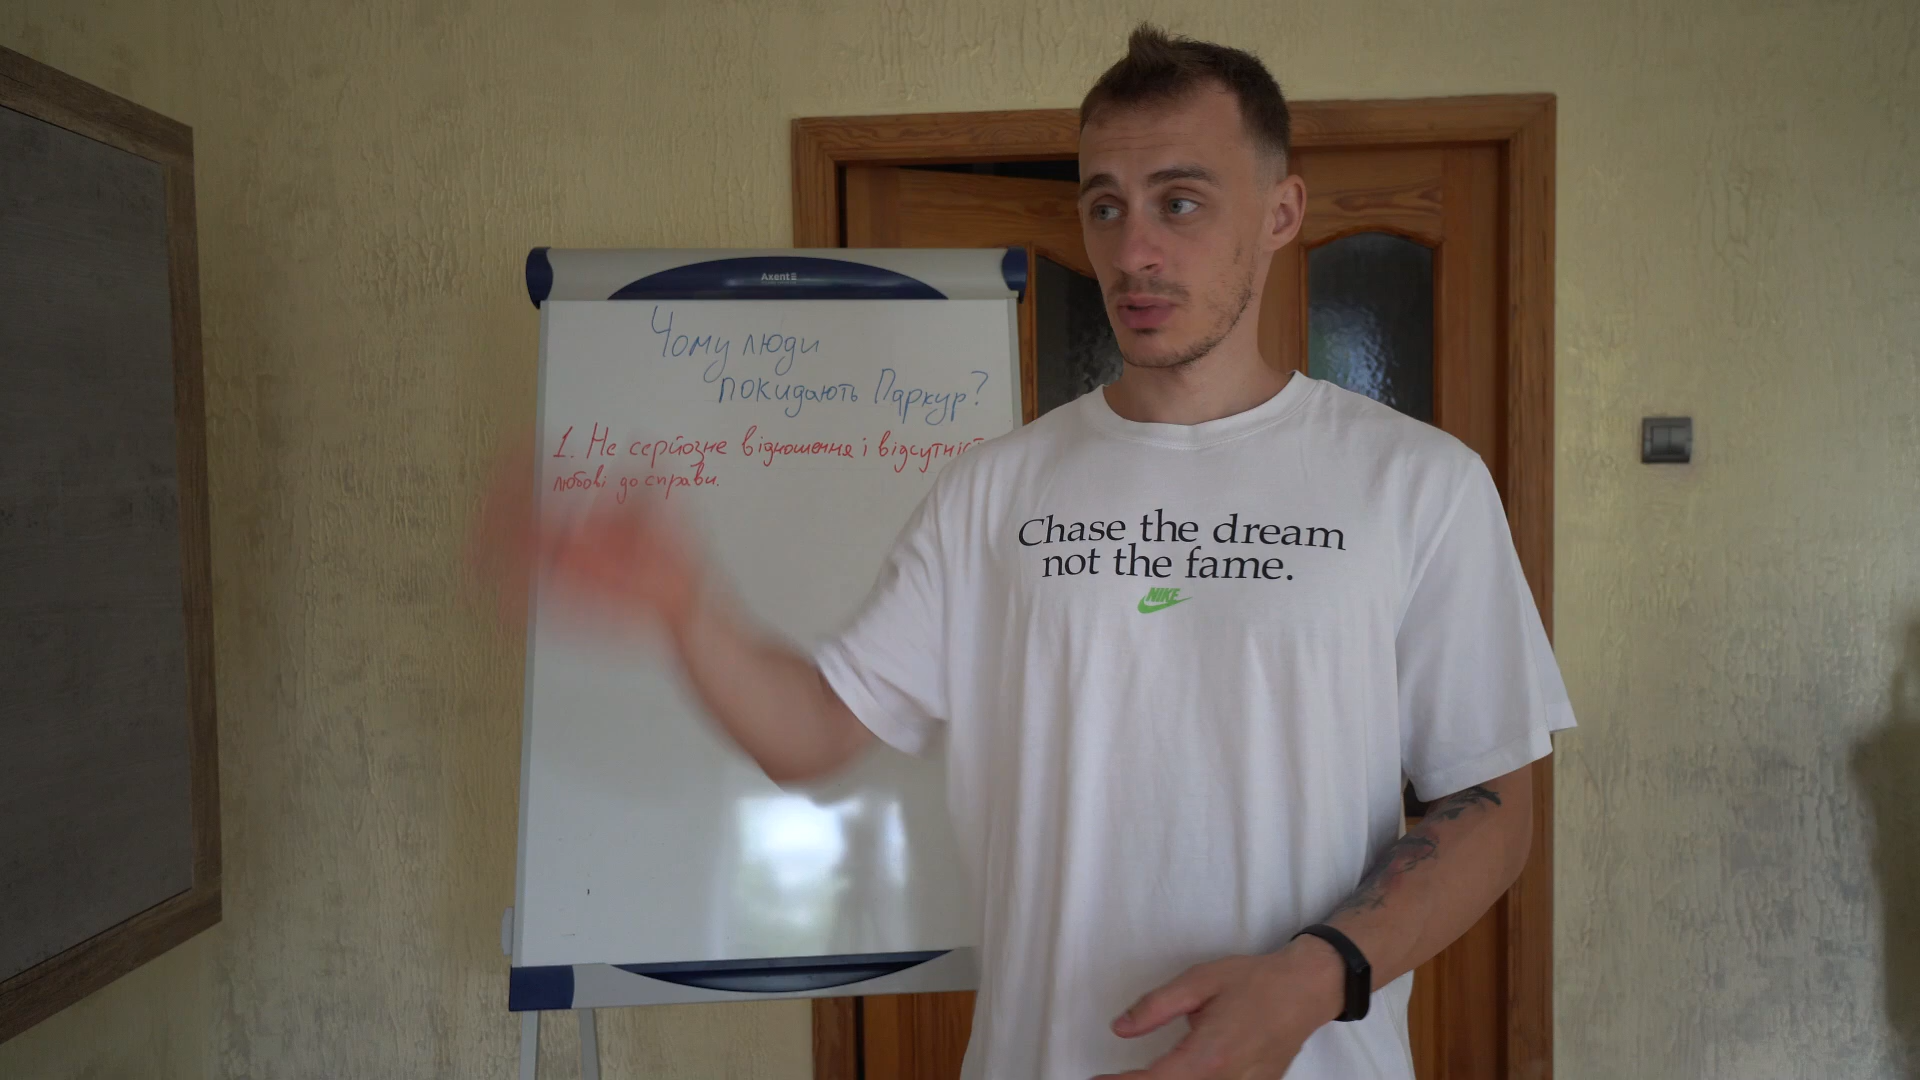 Axent
Чому люди
покидають Паркур?
1. Не серйозне відношення і відсутніст
любові до справи.
Chase the dream
not the fame.
NIKE